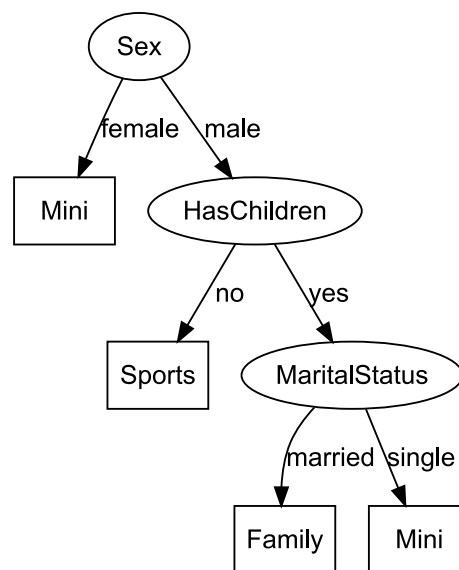 Sex
female male
Mini HasChildren
no yes
Sports MaritalStatus
married single
Family Mini